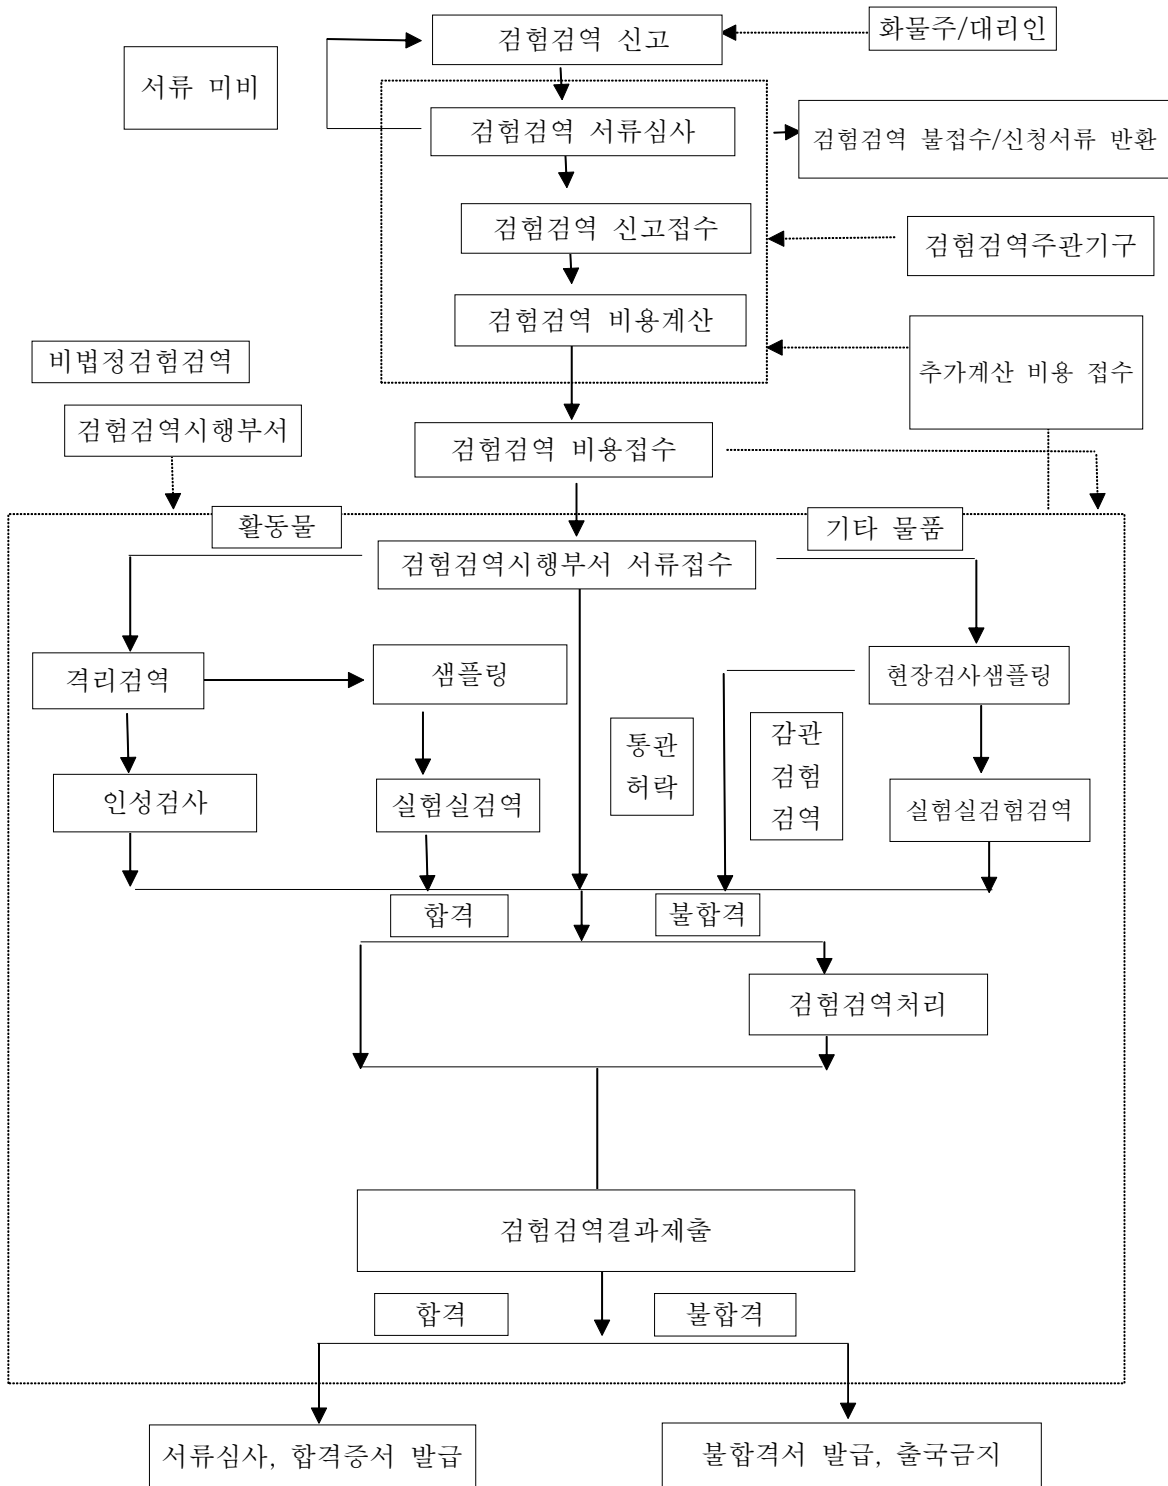 검험검역 신고
화물주/대리인
서류 미비
검험검역 서류심사
검험검역 불접수/신청서류 반환
검험검역 신고접수
검험검역주관기구
검험검역 비용계산
비법정검험검역
추가계산 비용 접수
검험검역시행부서
검험검역 비용접수
활동물
기타 물품
검험검역시행부서 서류접수
격리검역
샘플링
현장검사샘플링
통관
허락
감관
검험
검역
인성검사
실험실검역
실험실검험검역
합격
불합격
검험검역처리
검험검역결과제출
합격
불합격
서류심사, 합격증서 발급
불합격서 발급, 출국금지